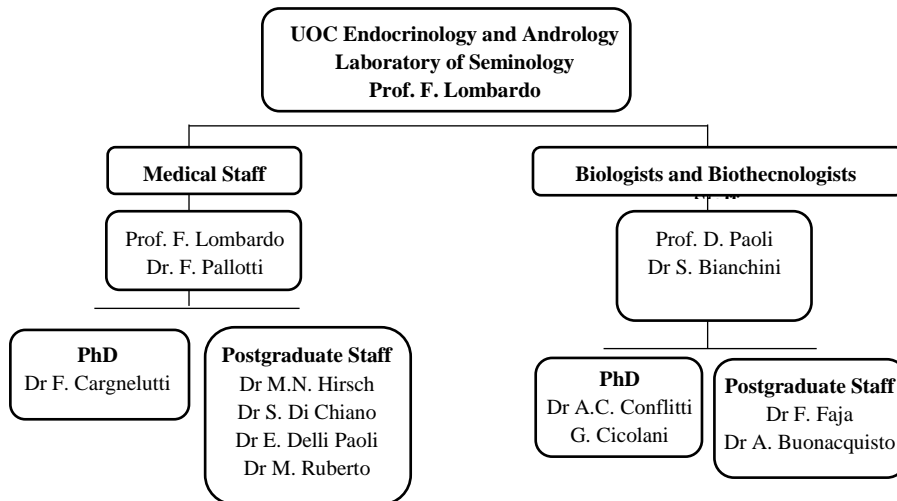 UOC Endocrinology and Andrology
Laboratory of Seminology
Prof. F. Lombardo
Medical Staff
Prof. F. Lombardo
Dr. F. Pallotti
PhD
Dr F. Cargnelutti
Postgraduate Staff
Dr M.N. Hirsch
Dr S. Di Chiano
Dr E. Delli Paoli
Dr M. Ruberto
Biologists and Biothecnologists
Prof. D. Paoli
Dr S. Bianchini
PhD
Dr A.C. Conflitti
G. Cicolani
Postgraduate Staff
Dr F. Faja
Dr A. Buonacquisto